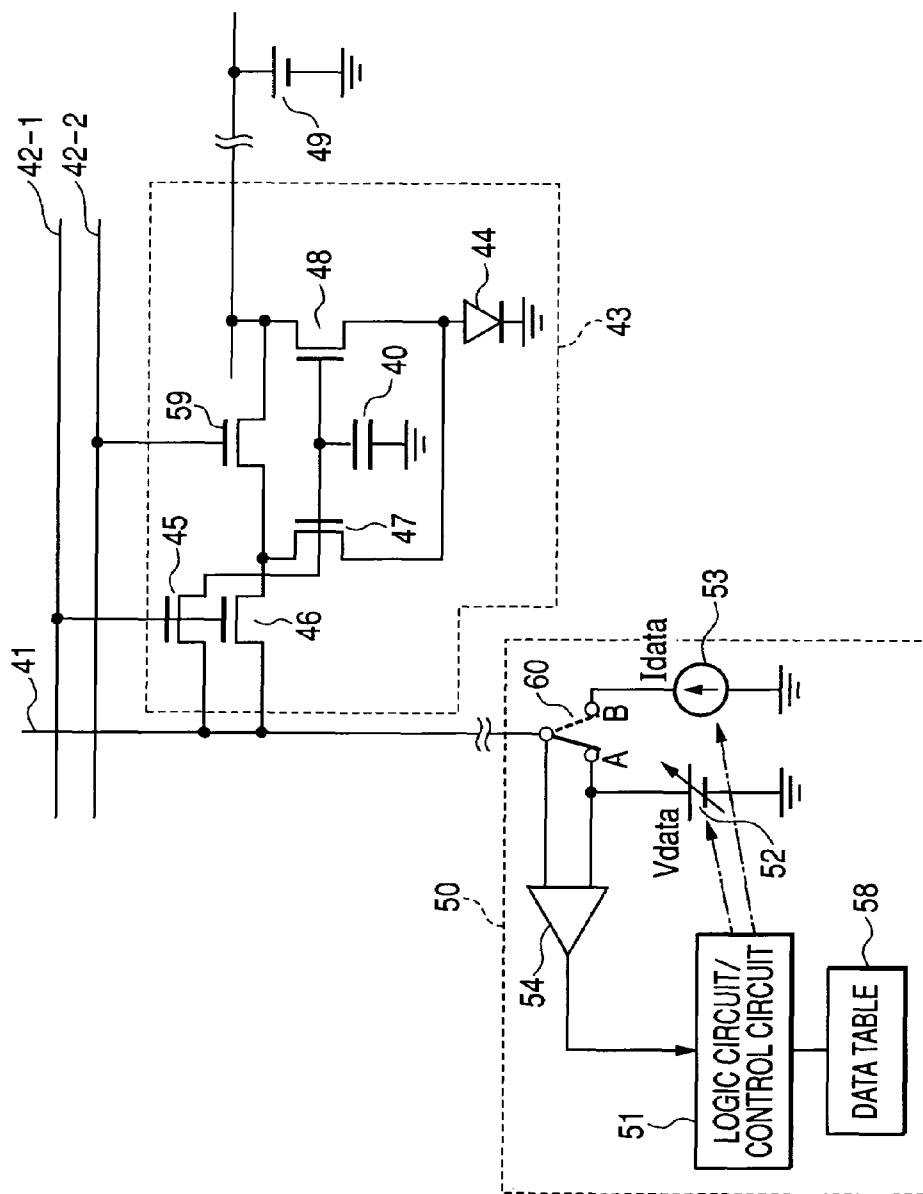 41
42-1
42-2
45
59
46
47
48
40
44
43
49
50
54
60
A
B
Vdata
Idata
52
53
51
LOGIC CIRCUIT/
CONTROL CIRCUIT
58
DATA TABLE